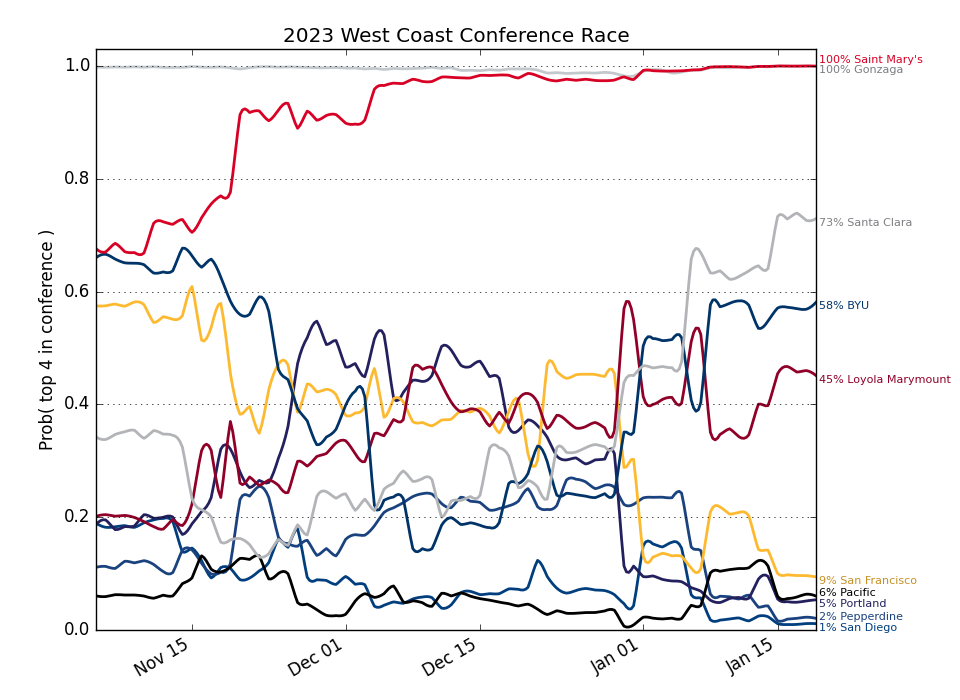 2023 West Coast Conference Race
1.0
0.8
0.6
0.4
0.2
0.0
Prob( top 4 in conference )
Nov 15
Dec 01
Dec 15
Jan 01
Jan 15
100% Saint Mary's
100% Gonzaga
73% Santa Clara
58% BYU
45% Loyola Marymount
9% San Francisco
6% Pacific
5% Portland
2% Pepperdine
1% San Diego